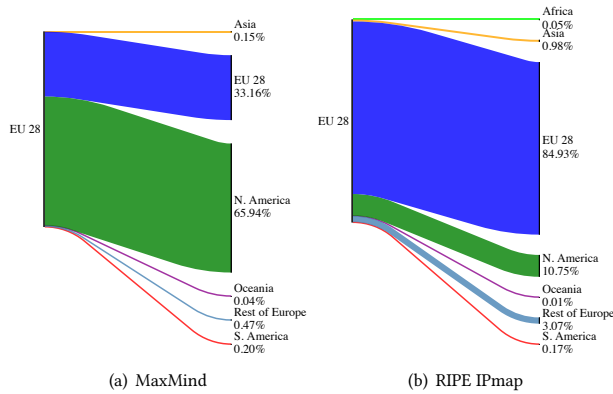 Asia
0.15%
EU 28
33.16%
EU 28
N. America
65.94%
Oceania
0.04%
Rest of Europe
0.47%
S. America
0.20%
(a) MaxMind
Africa
0.05%
Asia
0.98%
EU 28
EU 28
84.93%
N. America
10.75%
Oceania
0.01%
Rest of Europe
3.07%
S. America
0.17%
(b) RIPE IPmap